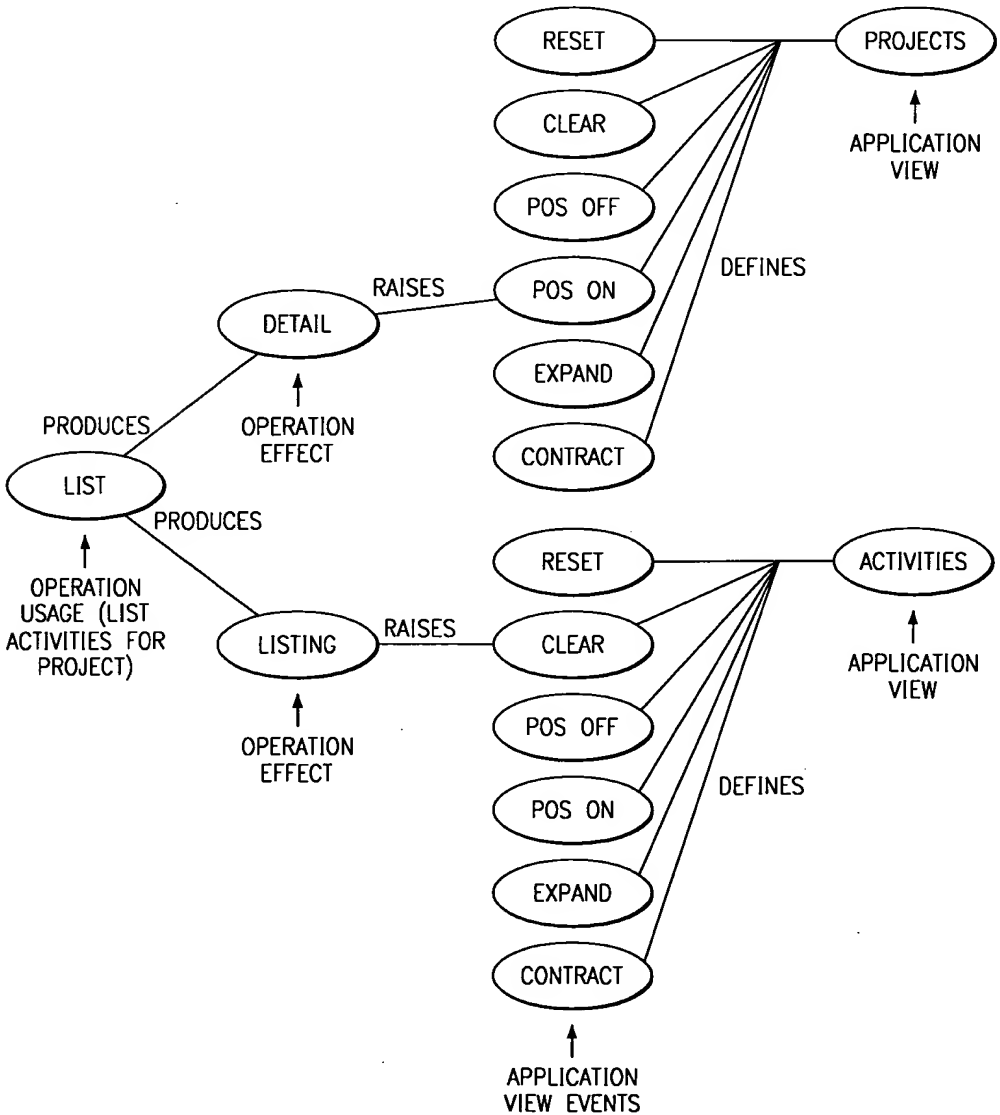 RESET
PROJECTS
CLEAR
APPLICATION
VIEW
POS OFF
DEFINES
RAISES
POS ON
DETAIL
EXPAND
PRODUCES
OPERATION
EFFECT
CONTRACT
LIST
PRODUCES
OPERATION
USAGE (LIST
ACTIVITIES FOR
PROJECT)
RESET
ACTIVITIES
RAISES
CLEAR
LISTING
APPLICATION
VIEW
POS OFF
OPERATION
EFFECT
DEFINES
POS ON
EXPAND
CONTRACT
APPLICATION
VIEW EVENTS